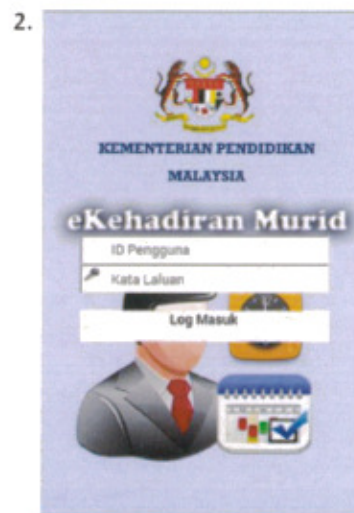 2.
KEMENTERIAN PENDIDIKAN
MALAYSIA
eKehadiran Murid
ID Pengguna
Kata Laluan
Log Masuk